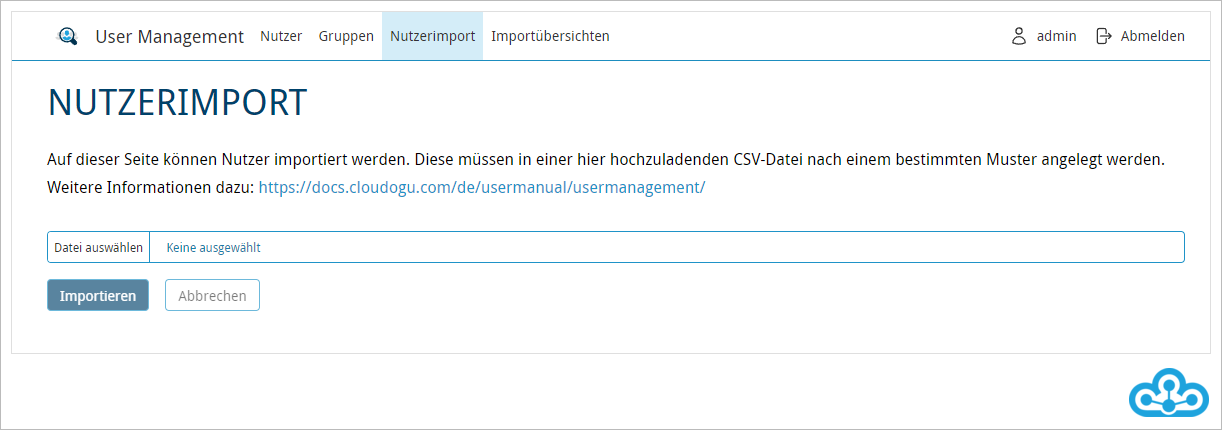 User Management Nutzer Gruppen Nutzerimport Importübersichten admin Abmelden
NUTZERIMPORT
Auf dieser Seite können Nutzer importiert werden. Diese müssen in einer hier hochzuladenden CSV-Datei nach einem bestimmten Muster angelegt werden.
Weitere Informationen dazu: https://docs.cloudogu.com/de/usermanual/usermanagement/
Datei auswählen Keine ausgewählt
Importieren Abbrechen